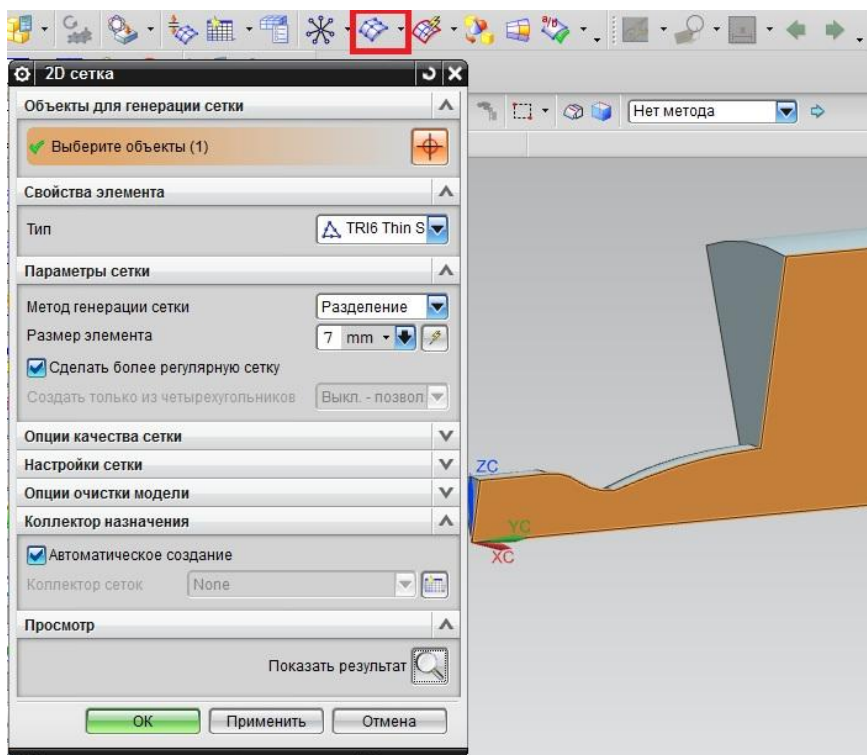 a/b
2D сетка
Объекты для генерации сетки
Нет метода
Выберите объекты (1)
Свойства элемента
Тип
TRI6 Thin S
Параметры сетки
Метод генерации сетки
Разделение
Размер элемента
7 mm
Сделать более регулярную сетку
Создать только из четырехугольников
Выкл. - позвол
Опции качества сетки
Настройки сетки
Опции очистки модели
Коллектор назначения
Автоматическое создание
Коллектор сеток
None
Просмотр
Показать результат
ОК
Применить
Отмена
ZC
YC
XC